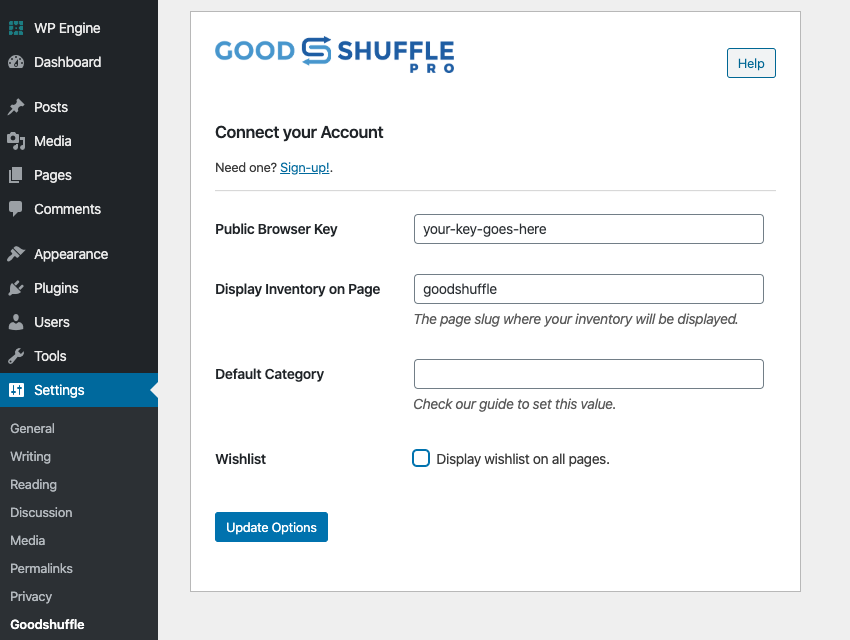 WP Engine
Dashboard
Posts
Media
Pages
Comments
Appearance
Plugins
Users
Tools
Settings
General
Writing
Reading
Discussion
Media
Permalinks
Privacy
Goodshuffle
GOOD SHUFFLE
PRO
Help
Connect your Account
Need one? Sign-up!.
Public Browser Key
your-key-goes-here
Display Inventory on Page
goodshuffle
The page slug where your inventory will be displayed.
Default Category
Check our guide to set this value.
Wishlist
Display wishlist on all pages.
Update Options